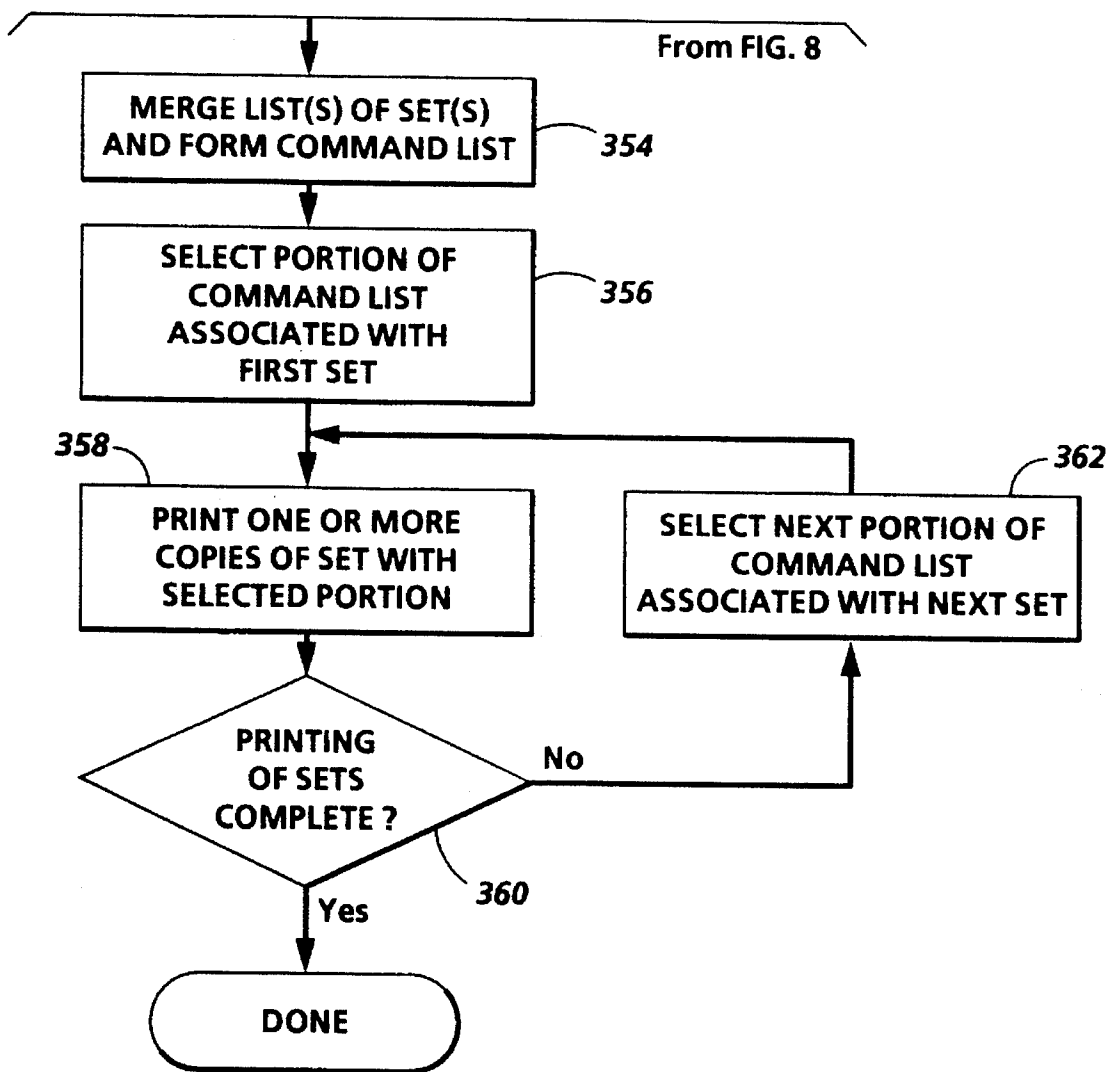 From FIG. 8
MERGE LIST(S) OF SET(S)
AND FORM COMMAND LIST
354
SELECT PORTION OF
COMMAND LIST
ASSOCIATED WITH
FIRST SET
356
358
PRINT ONE OR MORE
COPIES OF SET WITH
SELECTED PORTION
362
SELECT NEXT PORTION OF
COMMAND LIST
ASSOCIATED WITH NEXT SET
PRINTING
OF SETS
COMPLETE ?
No
360
Yes
DONE